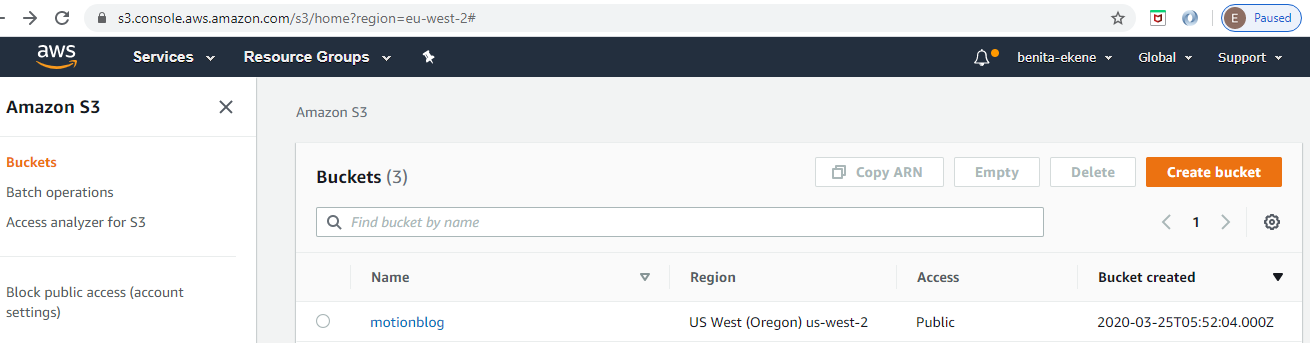 s3.console.aws.amazon.com/s3/home?region=eu-west-2#
E Paused
aws Services Resource Groups benita-ekene Global Support
Amazon S3
Buckets
Batch operations
Access analyzer for S3
Block public access (account
settings)
Amazon S3
Buckets (3) Copy ARN Empty Delete Create bucket
Find bucket by name 1
Name Region Access Bucket created
motionblog US West (Oregon) us-west-2 Public 2020-03-25T05:52:04.000Z